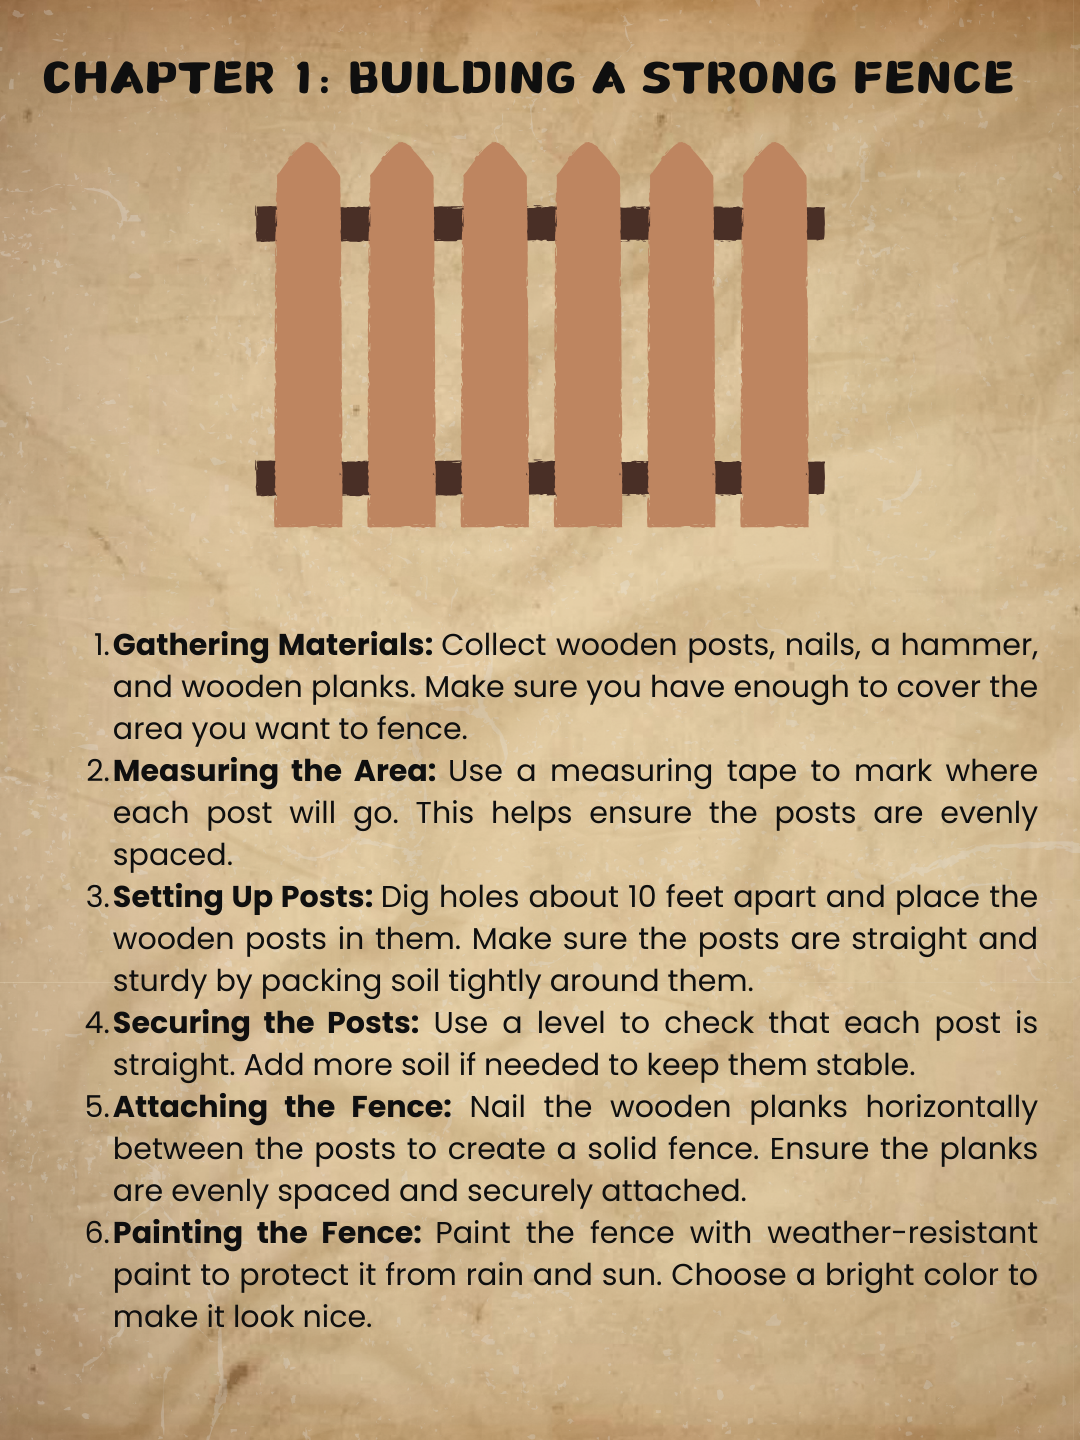 CHAPTER 1: BUILDING A STRONG FENCE
1. Gathering Materials: Collect wooden posts, nails, a hammer,
and wooden planks. Make sure you have enough to cover the
area you want to fence.
2. Measuring the Area: Use a measuring tape to mark where
each post will go. This helps ensure the posts are evenly
spaced.
3. Setting Up Posts: Dig holes about 10 feet apart and place the
wooden posts in them. Make sure the posts are straight and
sturdy by packing soil tightly around them.
4. Securing the Posts: Use a level to check that each post is
straight. Add more soil if needed to keep them stable.
5. Attaching the Fence: Nail the wooden planks horizontally
between the posts to create a solid fence. Ensure the planks
are evenly spaced and securely attached.
6. Painting the Fence: Paint the fence with weather-resistant
paint to protect it from rain and sun. Choose a bright color to
make it look nice.